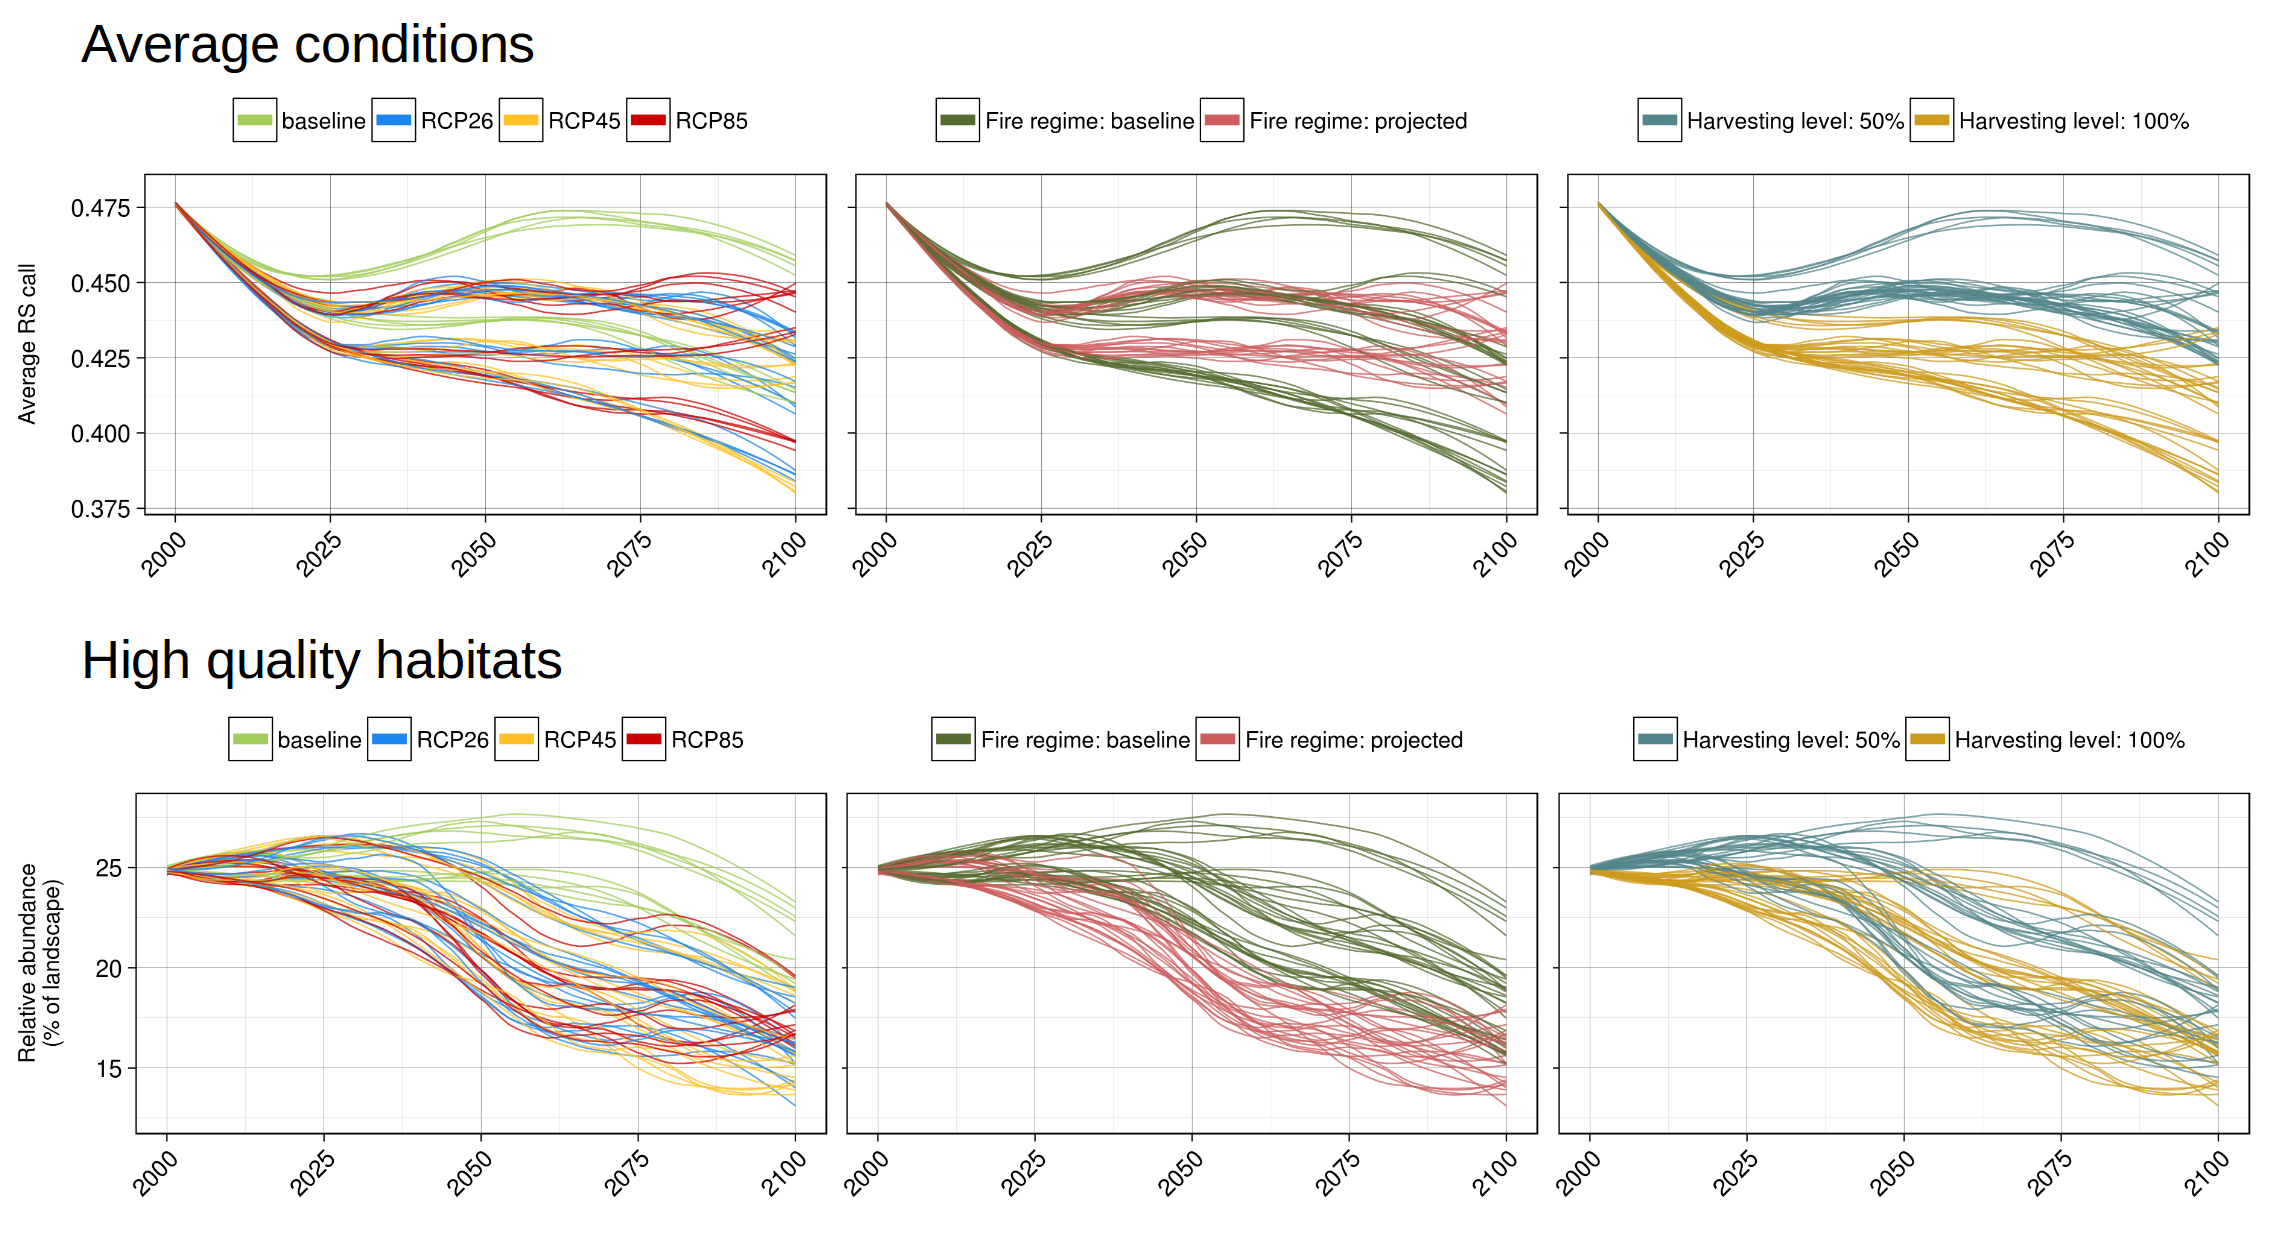 Average conditions
baseline RCP26 RCP45 RCP85
Fire regime: baseline Fire regime: projected
Harvesting level: 50% Harvesting level: 100%
Average RS call
0.475
0.450
0.425
0.400
0.375
2000 2025 2050 2075 2100
2000 2025 2050 2075 2100
2000 2025 2050 2075 2100
High quality habitats
baseline RCP26 RCP45 RCP85
Fire regime: baseline Fire regime: projected
Harvesting level: 50% Harvesting level: 100%
Relative abundance
(% of landscape)
25
20
15
2000 2025 2050 2075 2100
2000 2025 2050 2075 2100
2000 2025 2050 2075 2100